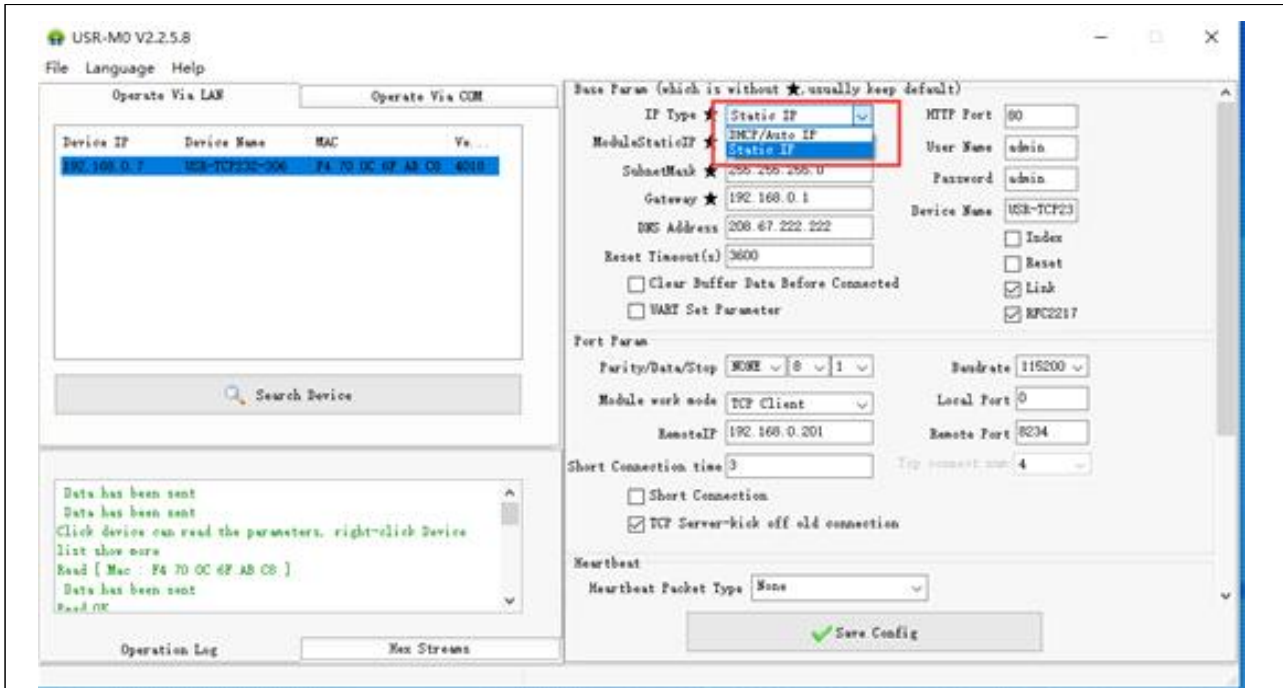 USR-M0 V2.2.5.8
File Language Help
Operate Via LAN Operate Via COM
Device IP Device Name MAC Ve...
192.168.0.7 USR-TCP232-306 F4 70 0C 6F AB C8 4018
Search Device
Data has been sent
Data has been sent
Click device can read the parameters, right-click Device
list show more
Read [ Mac : F4 70 0C 6F AB C8 ]
Data has been sent
Read OK
Operation Log Hex Streams
Base Param (which is without ★,usually keep default)
IP Type ★ Static IP
DHCP/Auto IP
Static IP
ModuleStaticIP ★
SubnetMask ★ 255.255.255.0
Gateway ★ 192.168.0.1
DNS Address 208.67.222.222
Reset Timeout(s) 3600
Clear Buffer Data Before Connected
UART Set Parameter
HTTP Port 80
User Name admin
Password admin
Device Name USR-TCP23
Index
Reset
Link
RFC2217
Port Param
Parity/Data/Stop NONE 8 1 Baudrate 115200
Module work mode TCP Client Local Port 0
RemoteIP 192.168.0.201 Remote Port 8234
Short Connection time 3 Tcp connect num 4
Short Connection
TCP Server-kick off old connection
Heartbeat
Heartbeat Packet Type None
Save Config